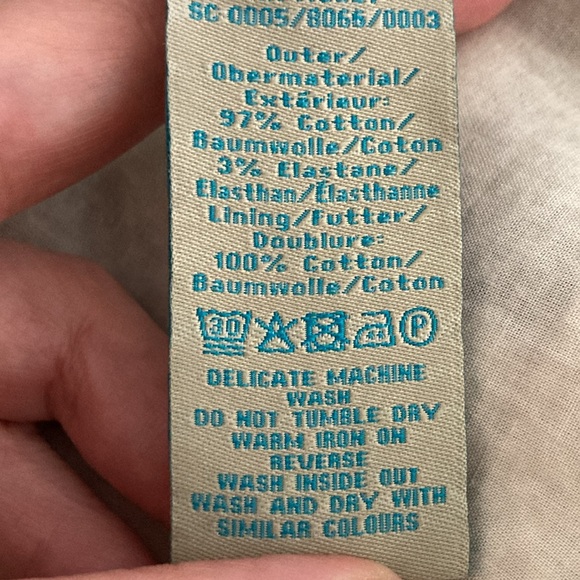 SC 0005/8066/0003
Outer/
Obermaterial/
Extérieur:
97% Cotton/
Baumwolle/Coton
3% Elastane/
Elasthan/Élasthanne
Lining/Futter/
Doublure:
100% Cotton/
Baumwolle/Coton
30 P
DELICATE MACHINE
WASH
DO NOT TUMBLE DRY
WARM IRON ON
REVERSE
WASH INSIDE OUT
WASH AND DRY WITH
SIMILAR COLOURS